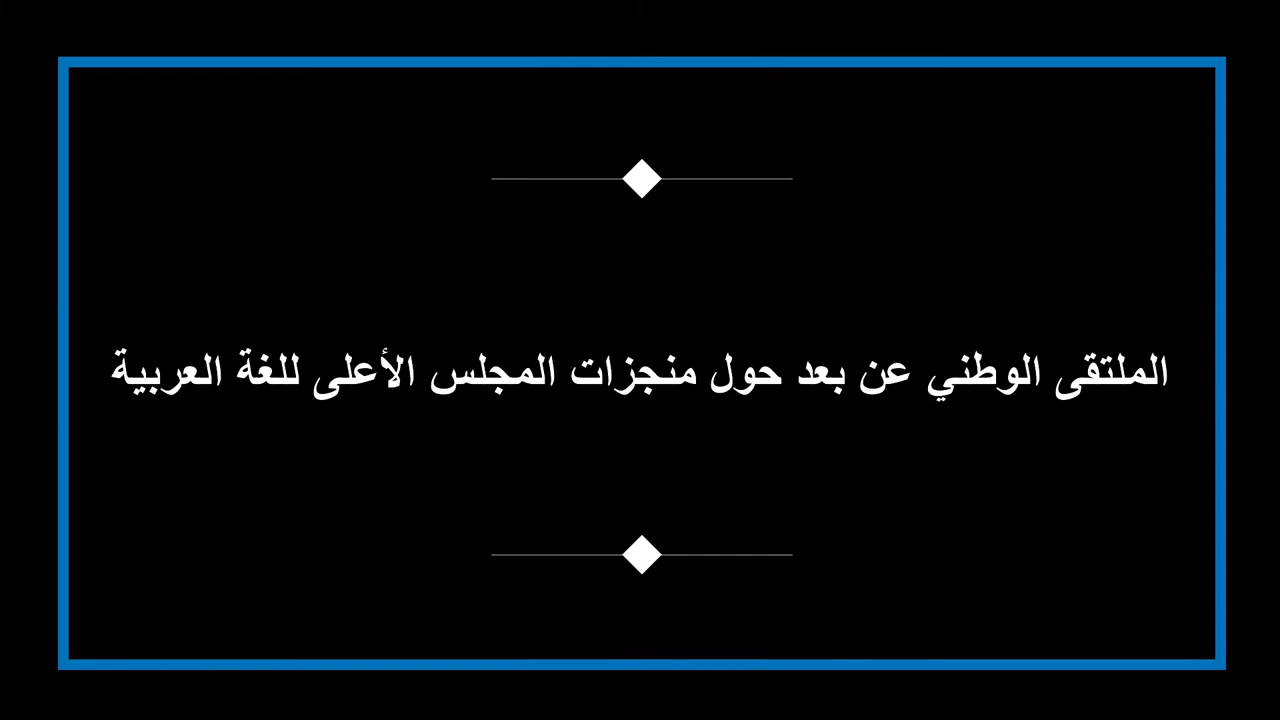 الملتقى الوطني عن بعد حول منجزات المجلس الأعلى للغة العربية